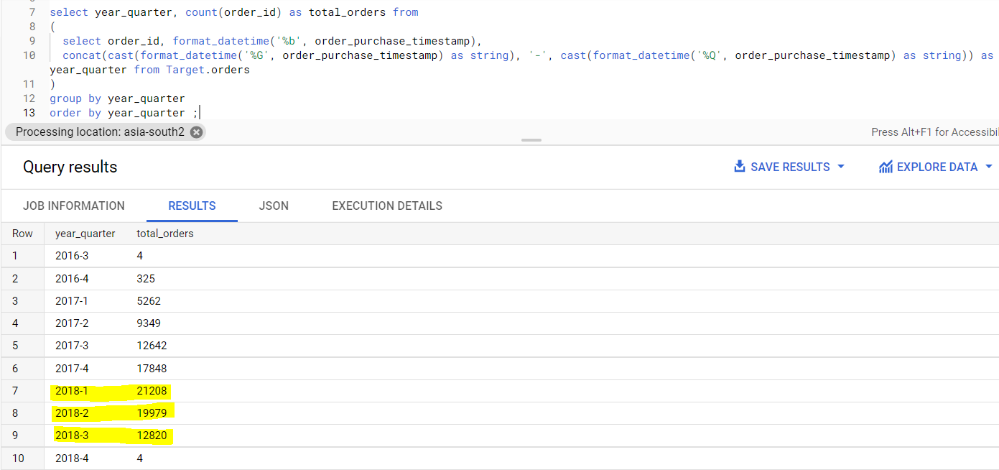 7 select year_quarter, count(order_id) as total_orders from
8 (
9 select order_id, format_datetime('%b', order_purchase_timestamp),
10 concat(cast(format_datetime('%G', order_purchase_timestamp) as string), '-', cast(format_datetime('%Q', order_purchase_timestamp) as string)) as
year_quarter from Target.orders
11 )
12 group by year_quarter
13 order by year_quarter ;
Processing location: asia-south2
Press Alt+F1 for Accessibil
Query results
SAVE RESULTS
EXPLORE DATA
JOB INFORMATION RESULTS JSON EXECUTION DETAILS
Row year_quarter total_orders
1 2016-3 4
2 2016-4 325
3 2017-1 5262
4 2017-2 9349
5 2017-3 12642
6 2017-4 17848
7 2018-1 21208
8 2018-2 19979
9 2018-3 12820
10 2018-4 4